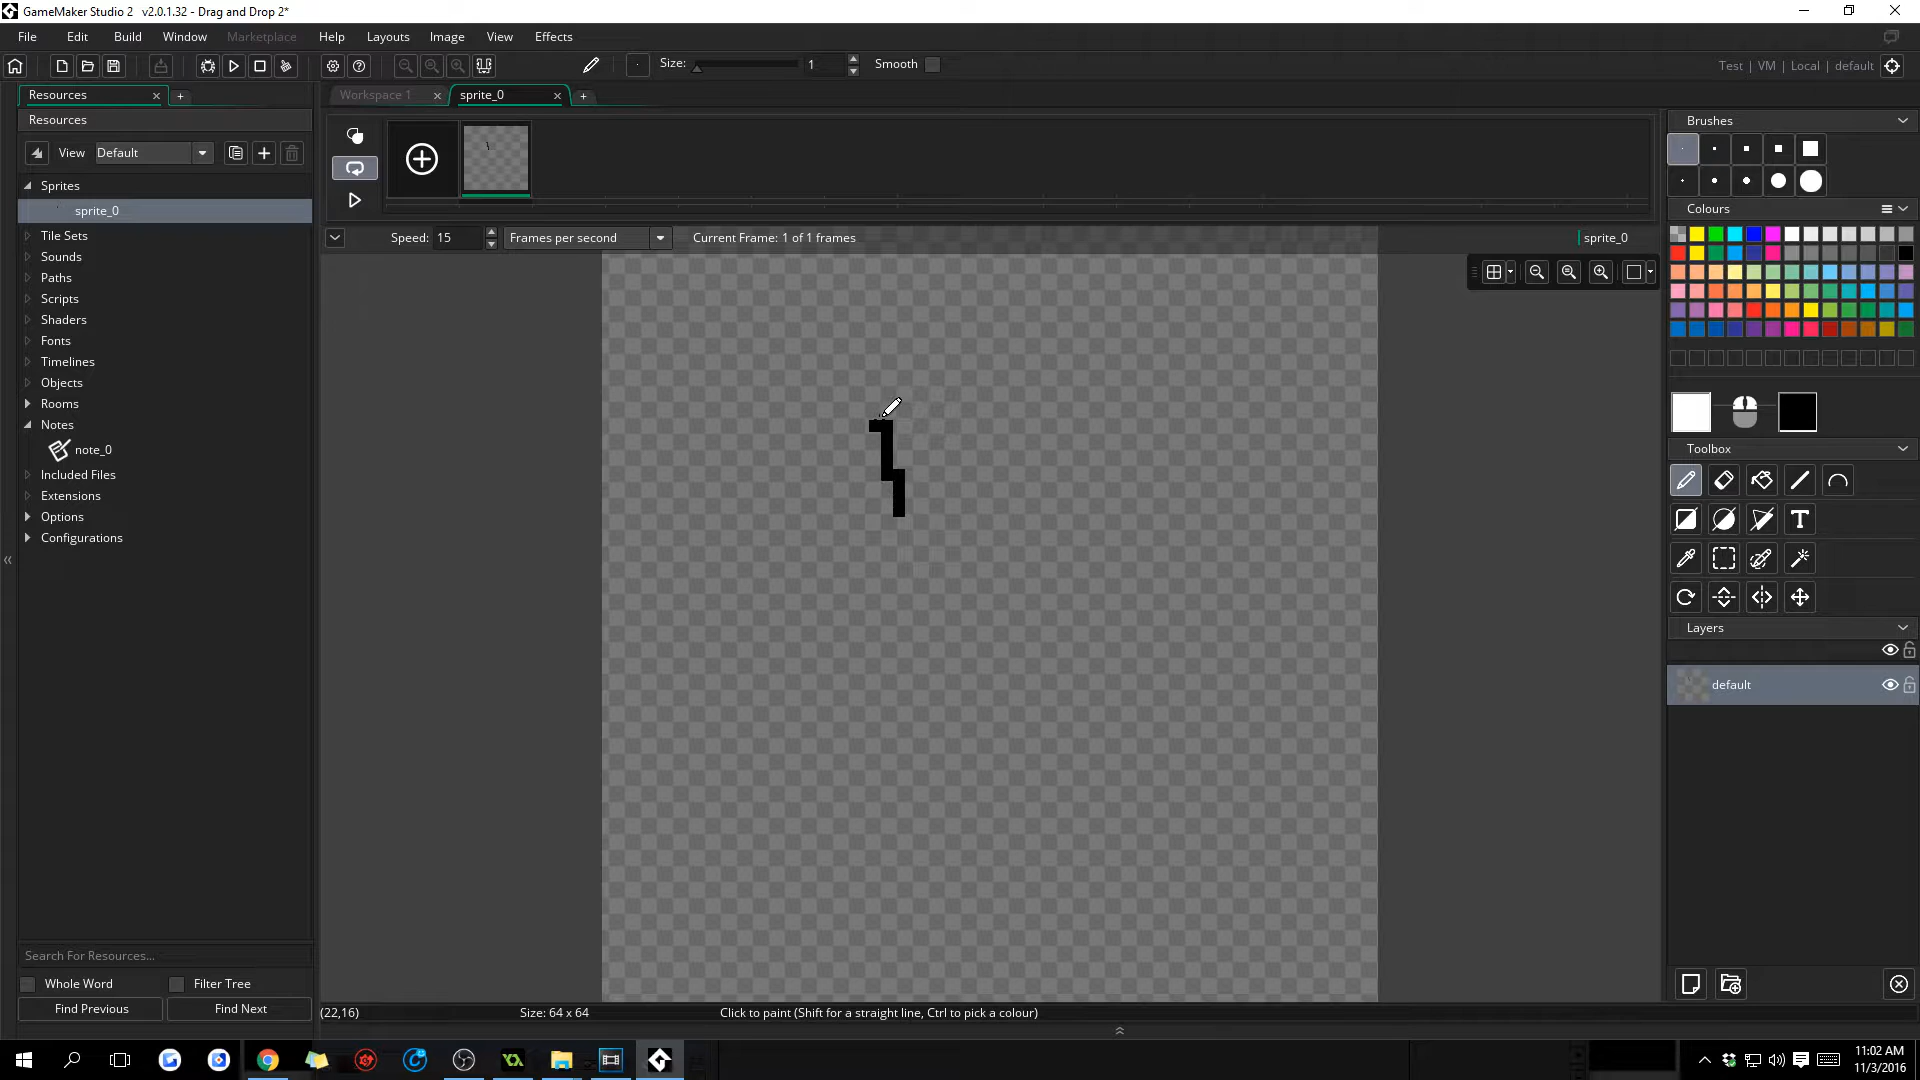 GameMaker Studio 2   v2.0.1.32 - Drag and Drop 2*
File Edit Build Window Marketplace Help Layouts Image View Effects
Size: 1 Smooth
Test | VM | Local | default
Resources
Workspace 1
sprite_0
Resources
View Default
Sprites
sprite_0
Tile Sets
Sounds
Paths
Scripts
Shaders
Fonts
Timelines
Objects
Rooms
Notes
note_0
Included Files
Extensions
Options
Configurations
Search For Resources...
Whole Word Filter Tree
Find Previous Find Next
Speed: 15 Frames per second Current Frame: 1 of 1 frames sprite_0
(22,16) Size: 64 x 64 Click to paint (Shift for a straight line, Ctrl to pick a colour)
Brushes
Colours
Toolbox
T
Layers
default
11:02 AM
11/3/2016